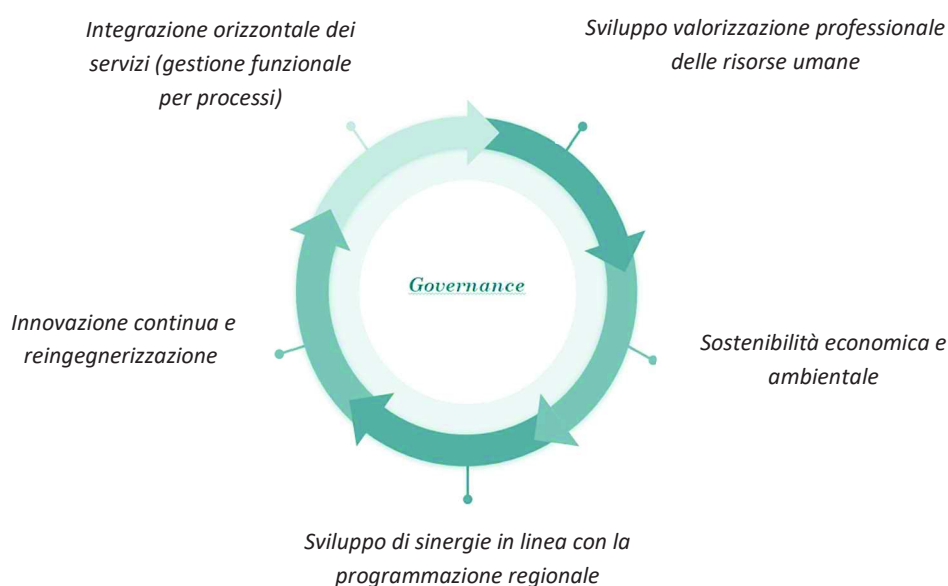 Integrazione orizzontale dei
servizi (gestione funzionale
per processi)
Sviluppo valorizzazione professionale
delle risorse umane
Governance
Innovazione continua e
reingegnerizzazione
Sostenibilità economica e
ambientale
Sviluppo di sinergie in linea con la
programmazione regionale